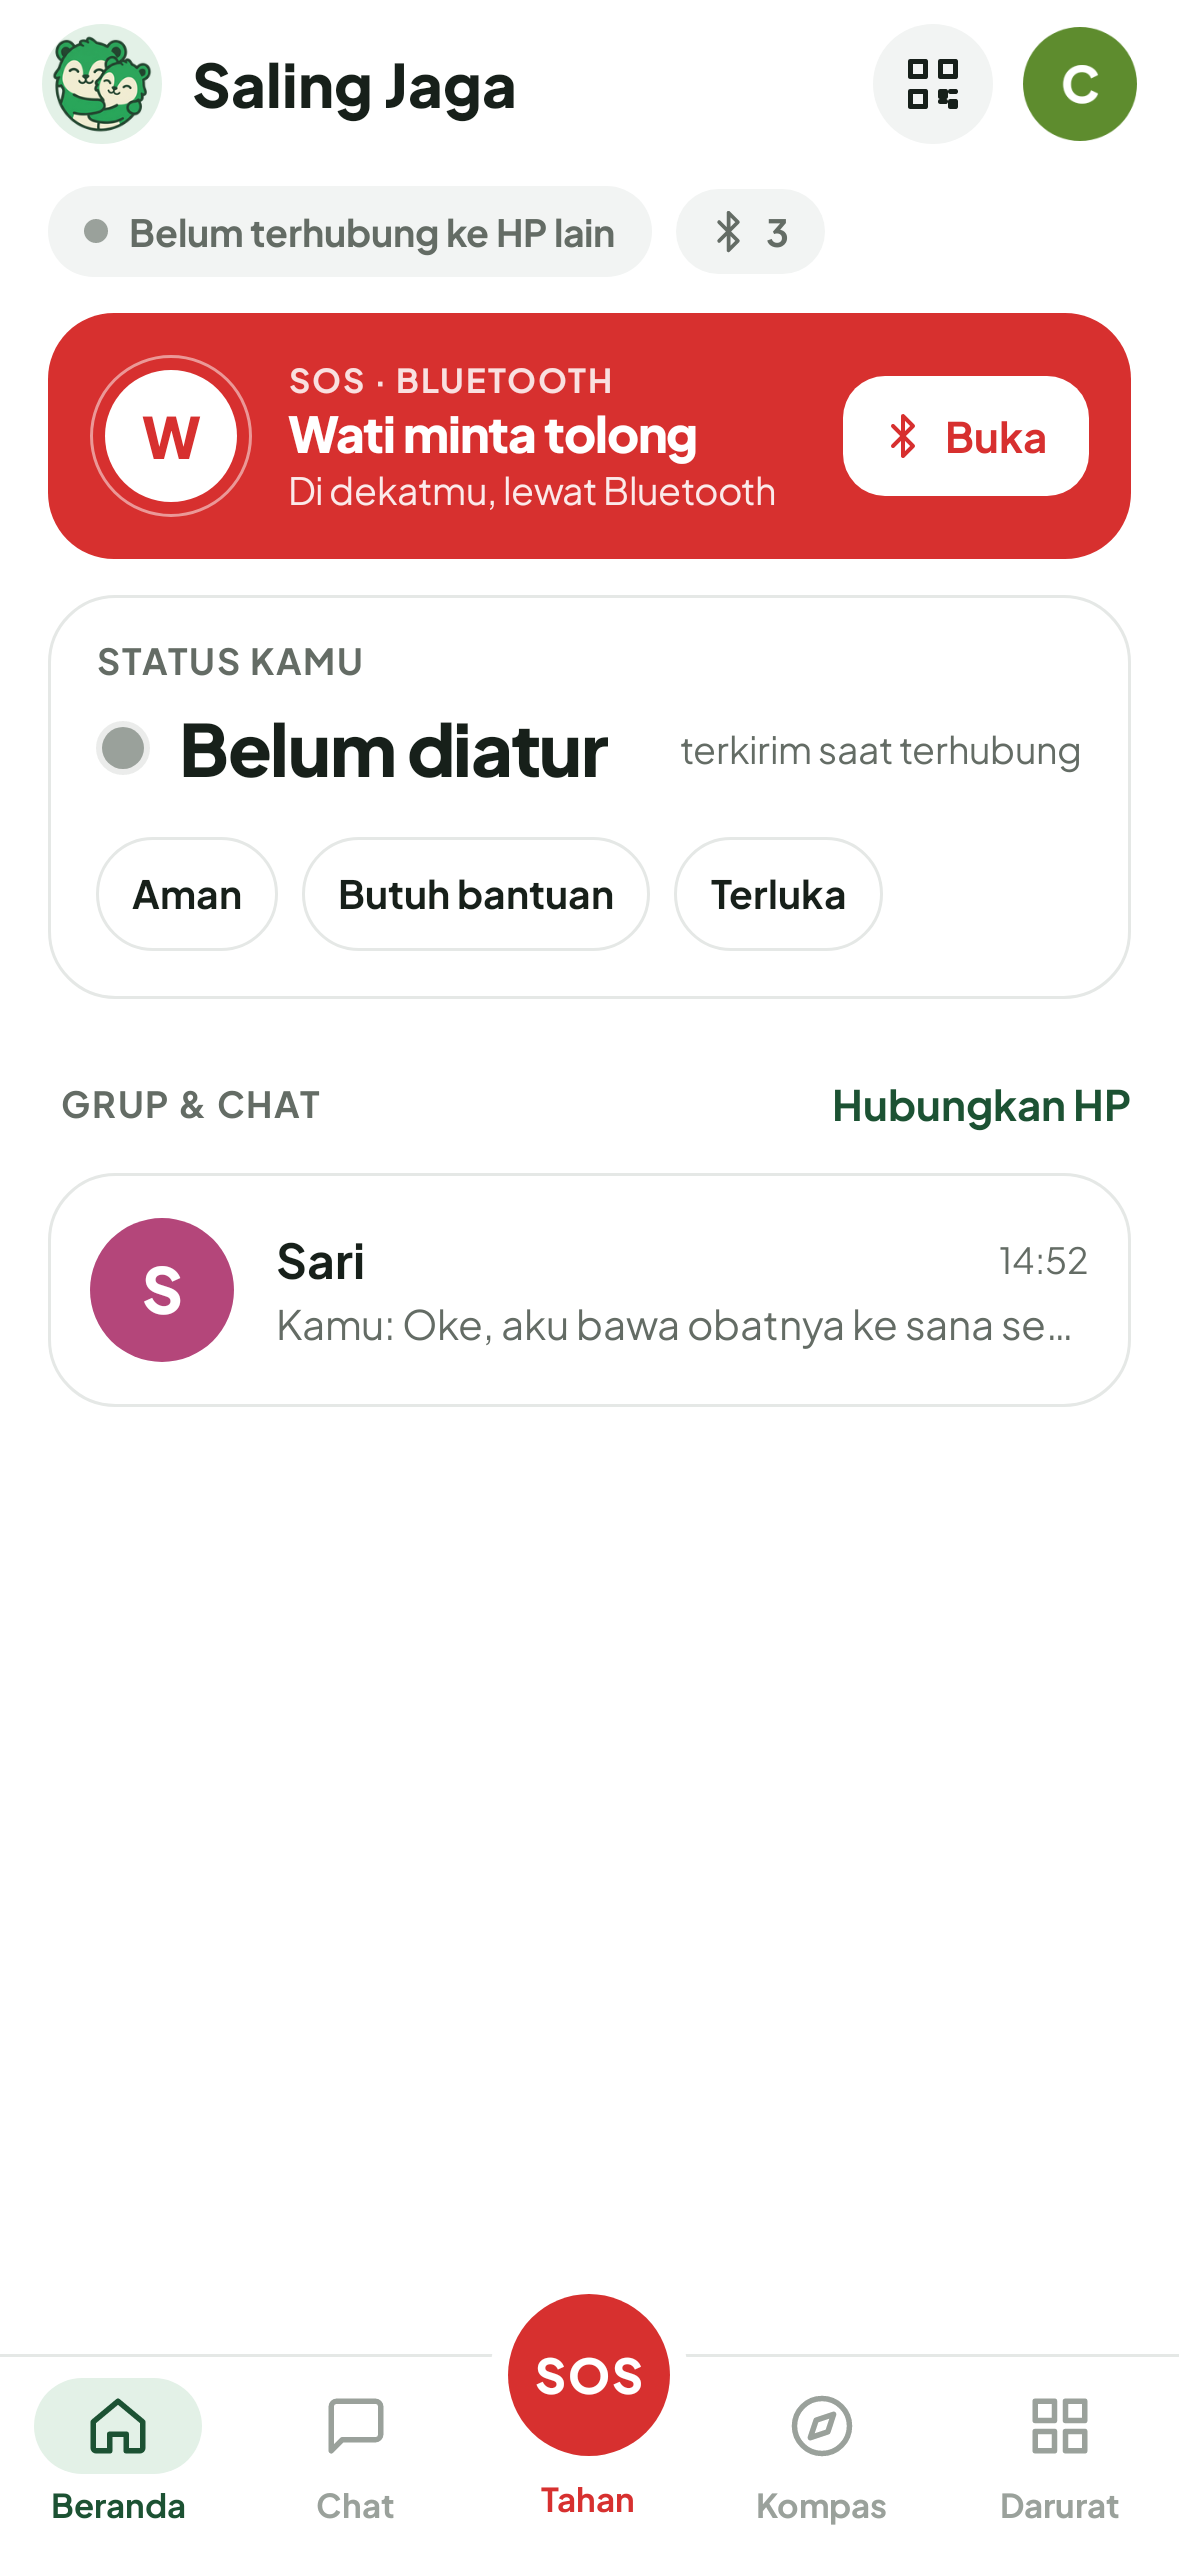 Saling Jaga
C
Belum terhubung ke HP lain
3
W
SOS · BLUETOOTH
Wati minta tolong
Di dekatmu, lewat Bluetooth
Buka
STATUS KAMU
Belum diatur
terkirim saat terhubung
Aman
Butuh bantuan
Terluka
GRUP & CHAT
Hubungkan HP
S
Sari
14:52
Kamu: Oke, aku bawa obatnya ke sana se...
SOS
Beranda
Chat
Tahan
Kompas
Darurat